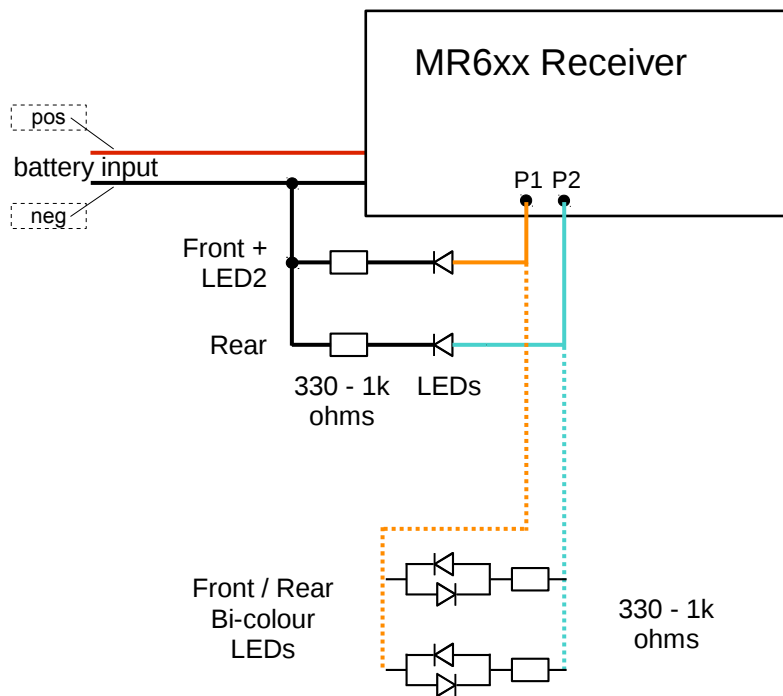 MR6xx Receiver
pos
battery input
neg
P1 P2
Front +
LED2
Rear
330 - 1k
ohms
LEDs
Front / Rear
Bi-colour
LEDs
330 - 1k
ohms